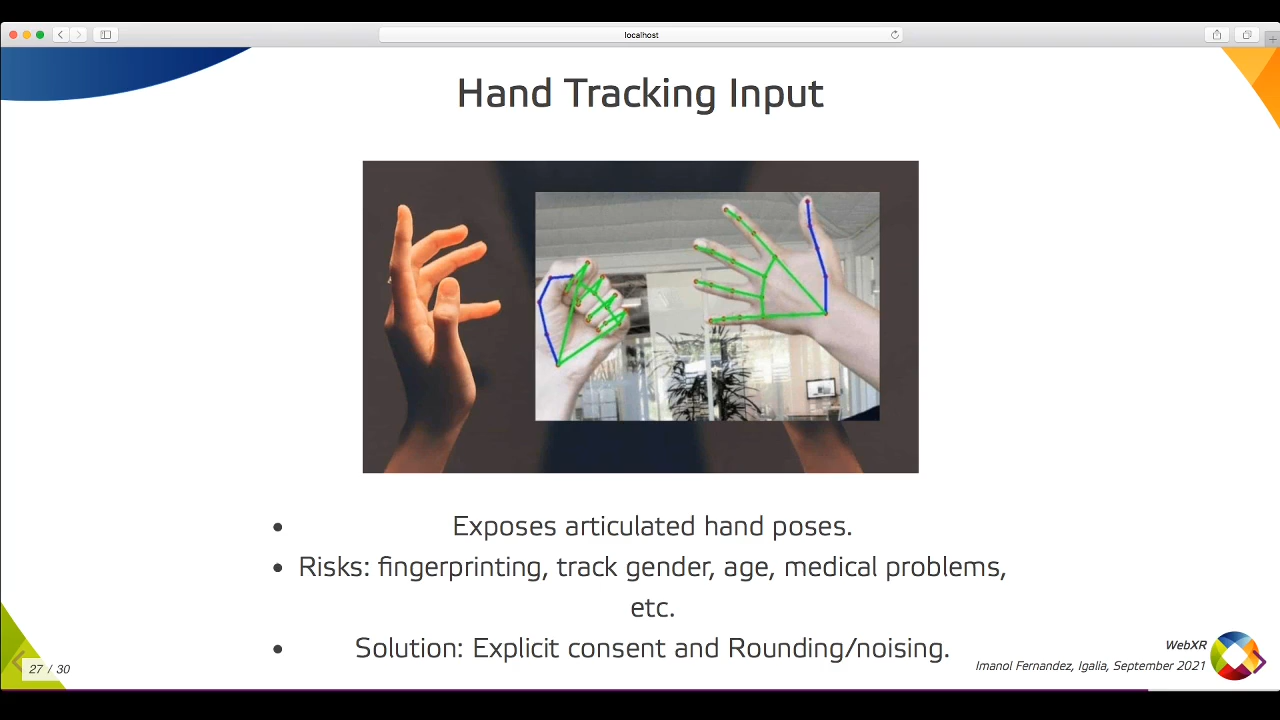 localhost
Hand Tracking Input
• Exposes articulated hand poses.
• Risks: fingerprinting, track gender, age, medical problems,
etc.
• Solution: Explicit consent and Rounding/noising.
27 / 30
WebXR
Imanol Fernandez, Igalia, September 2021